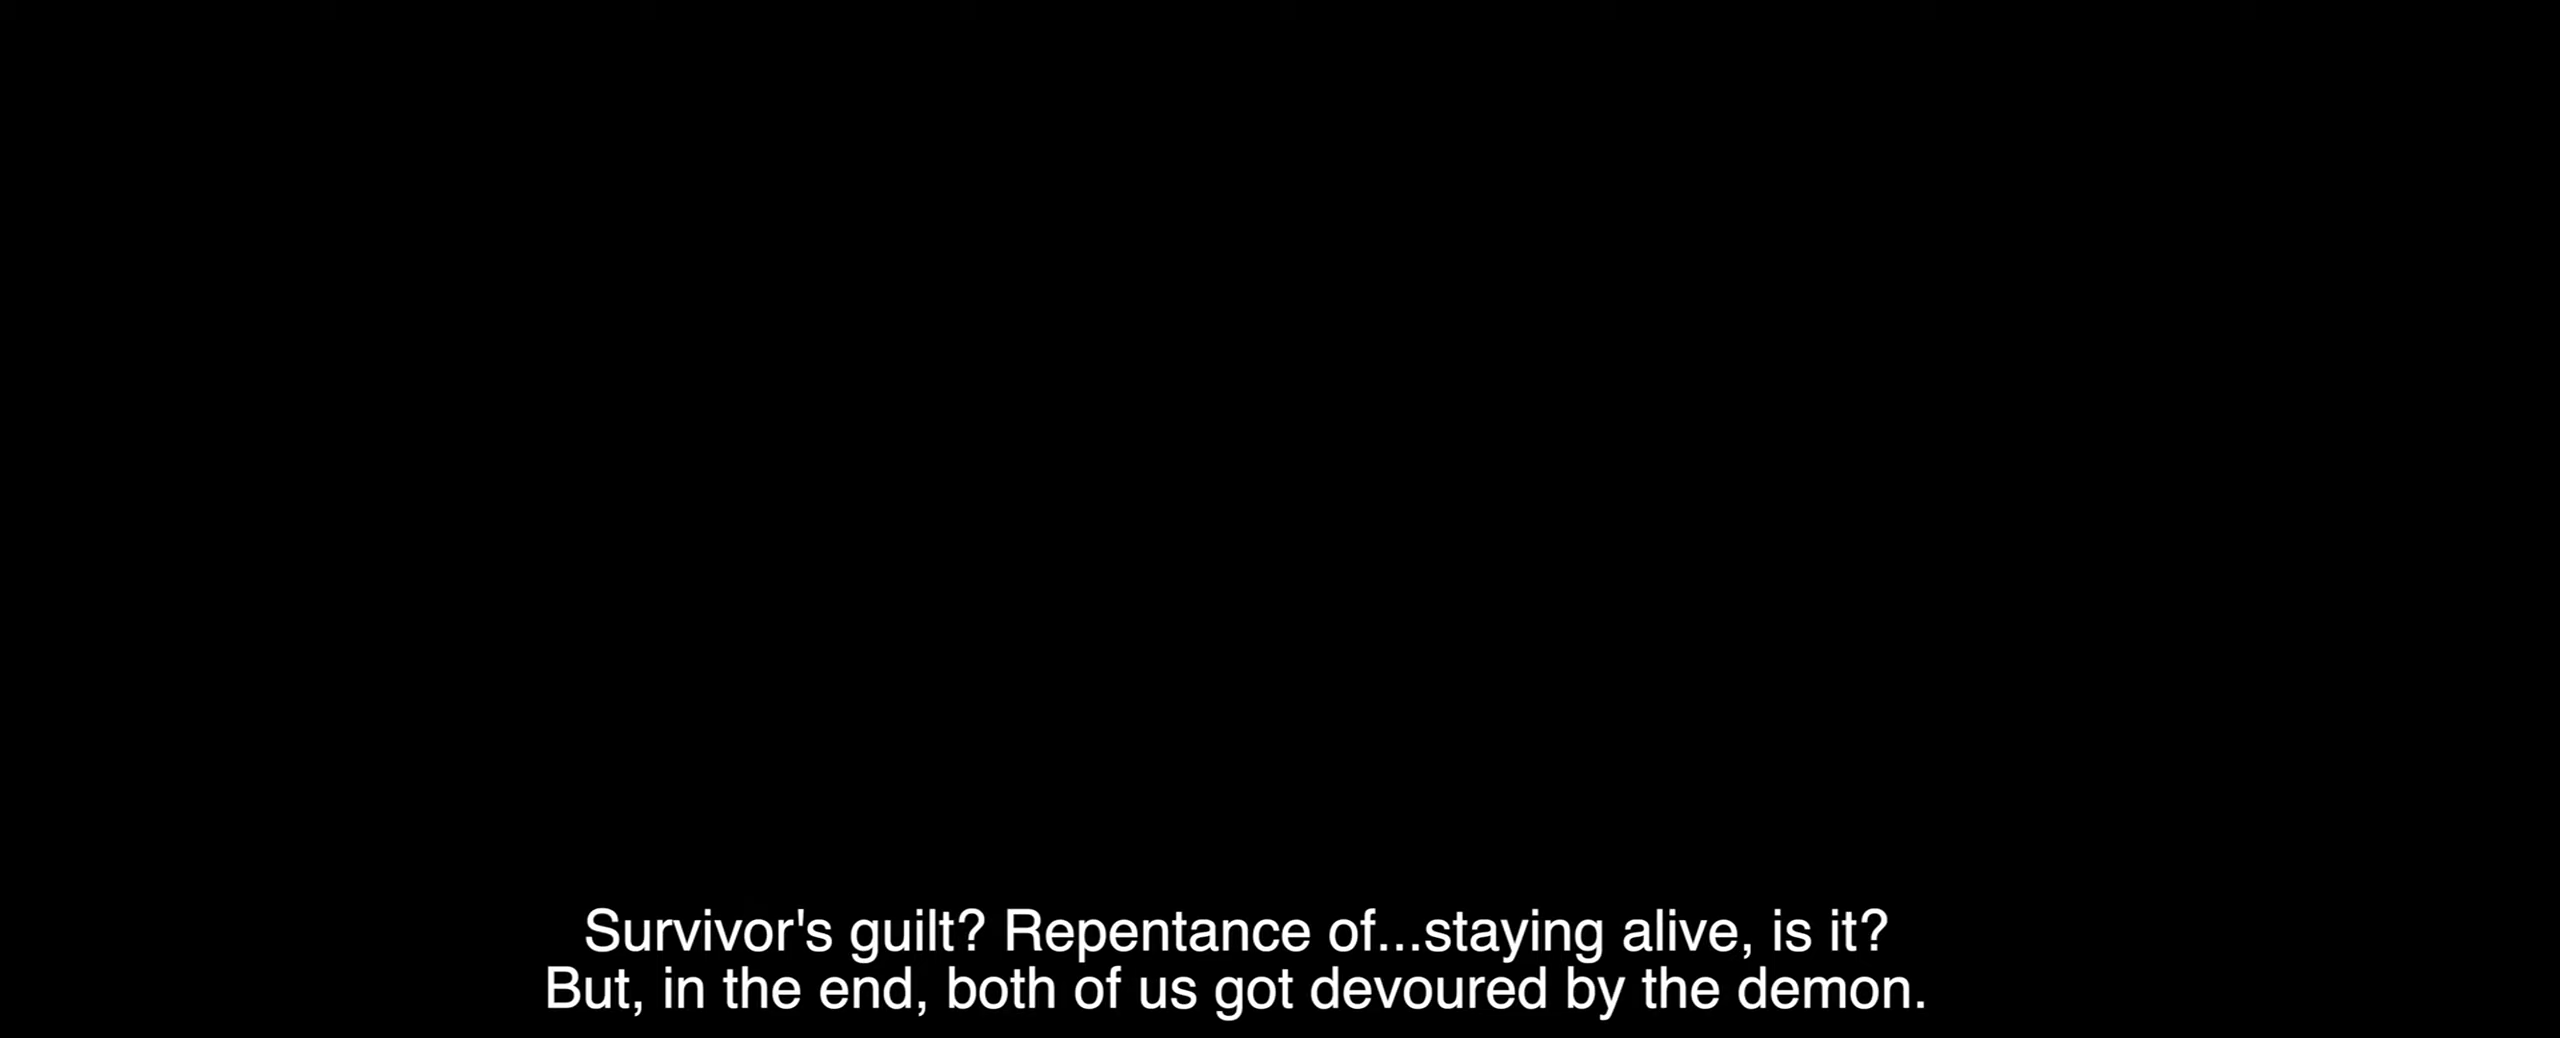 Survivor's guilt? Repentance of...staying alive, is it?
But, in the end, both of us got devoured by the demon.